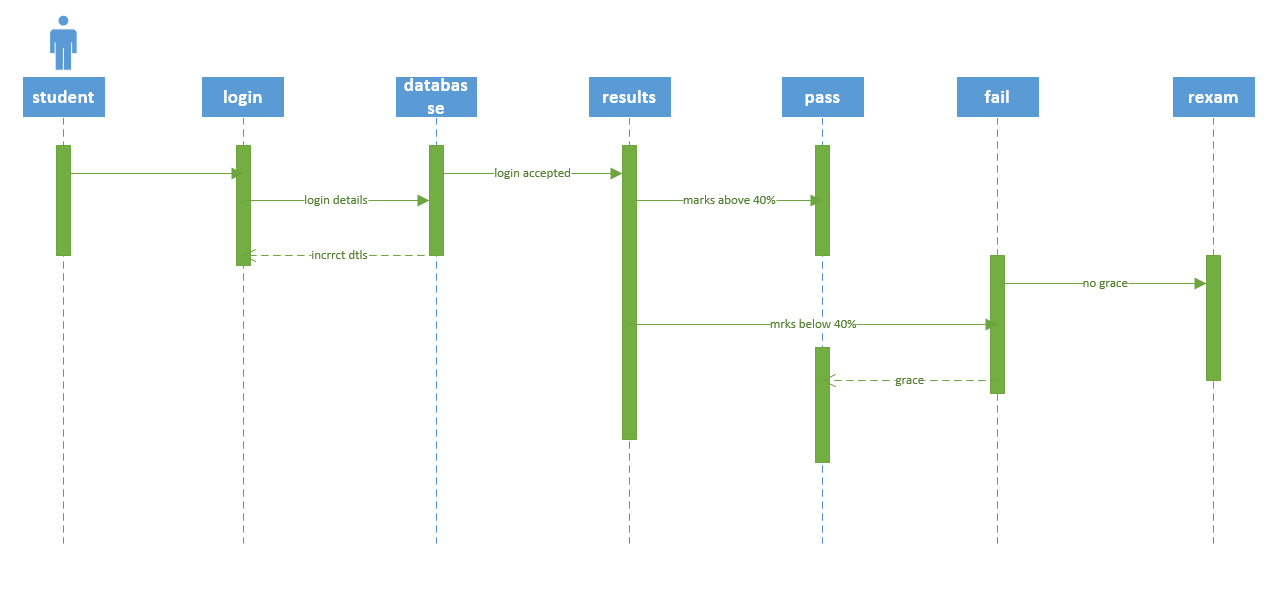 student
login
databas
se
results
pass
fail
rexam
login accepted
login details
marks above 40%
incrrct dtls
no grace
mrks below 40%
grace